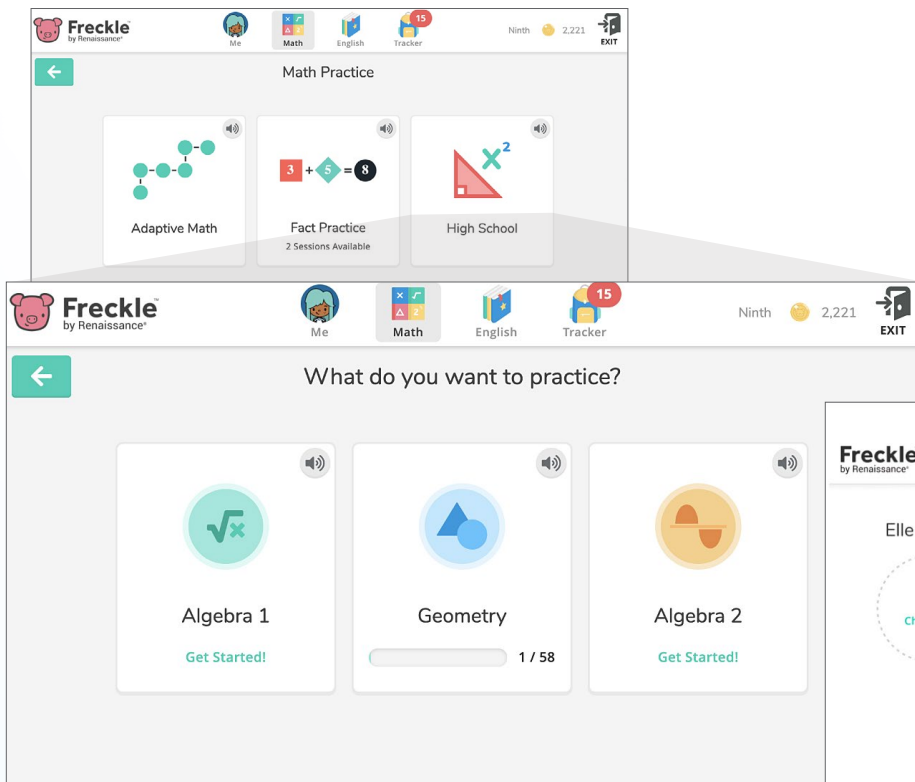 Freckle
by Renaissance®
Me
Math
English
15
Tracker
Ninth
2,221
EXIT
Math Practice
Adaptive Math
3 + 5 = 8
Fact Practice
2 Sessions Available
x²
High School
Freckle™
by Renaissance®
Me
Math
English
15
Tracker
Ninth
2,221
EXIT
What do you want to practice?
√x
Algebra 1
Get Started!
Geometry
1 / 58
Algebra 2
Get Started!
Freckle
by Renaissance®
Elle